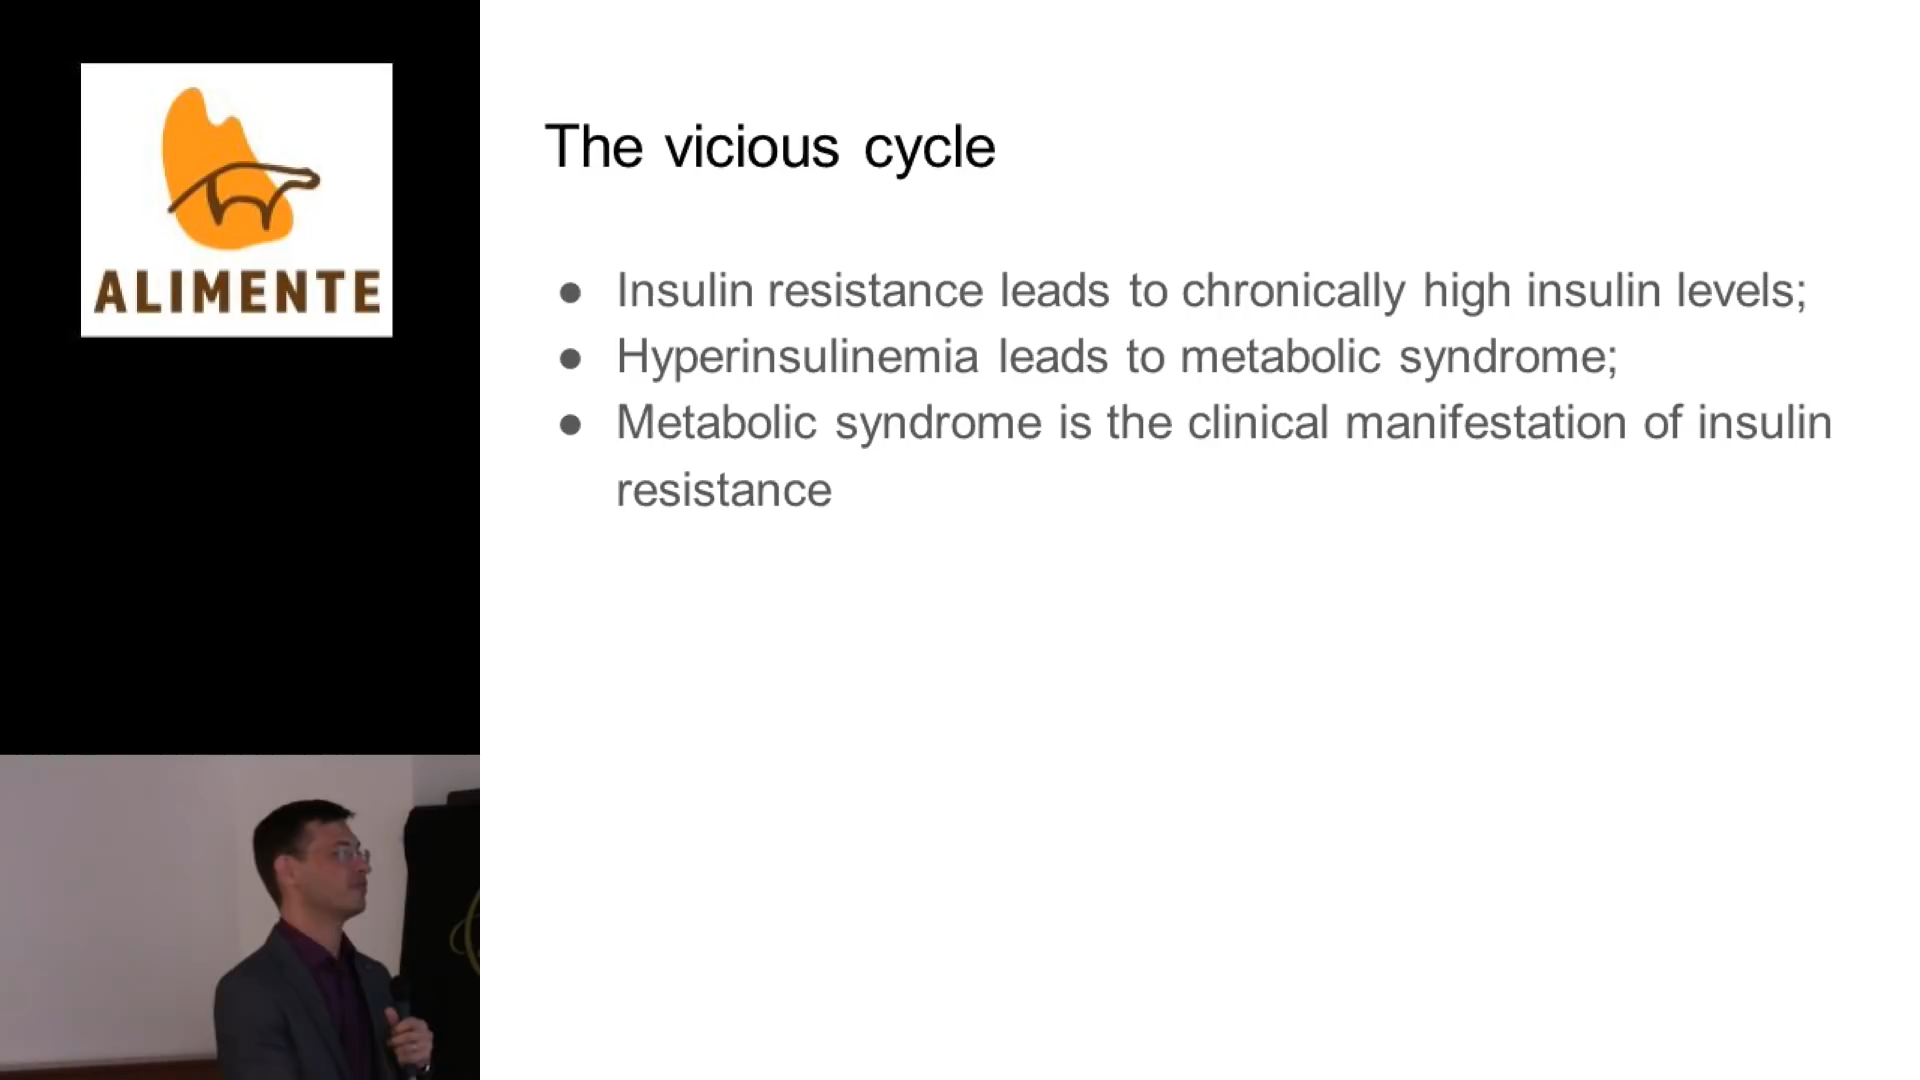 ALIMENTE
The vicious cycle
● Insulin resistance leads to chronically high insulin levels;
● Hyperinsulinemia leads to metabolic syndrome;
● Metabolic syndrome is the clinical manifestation of insulin
resistance